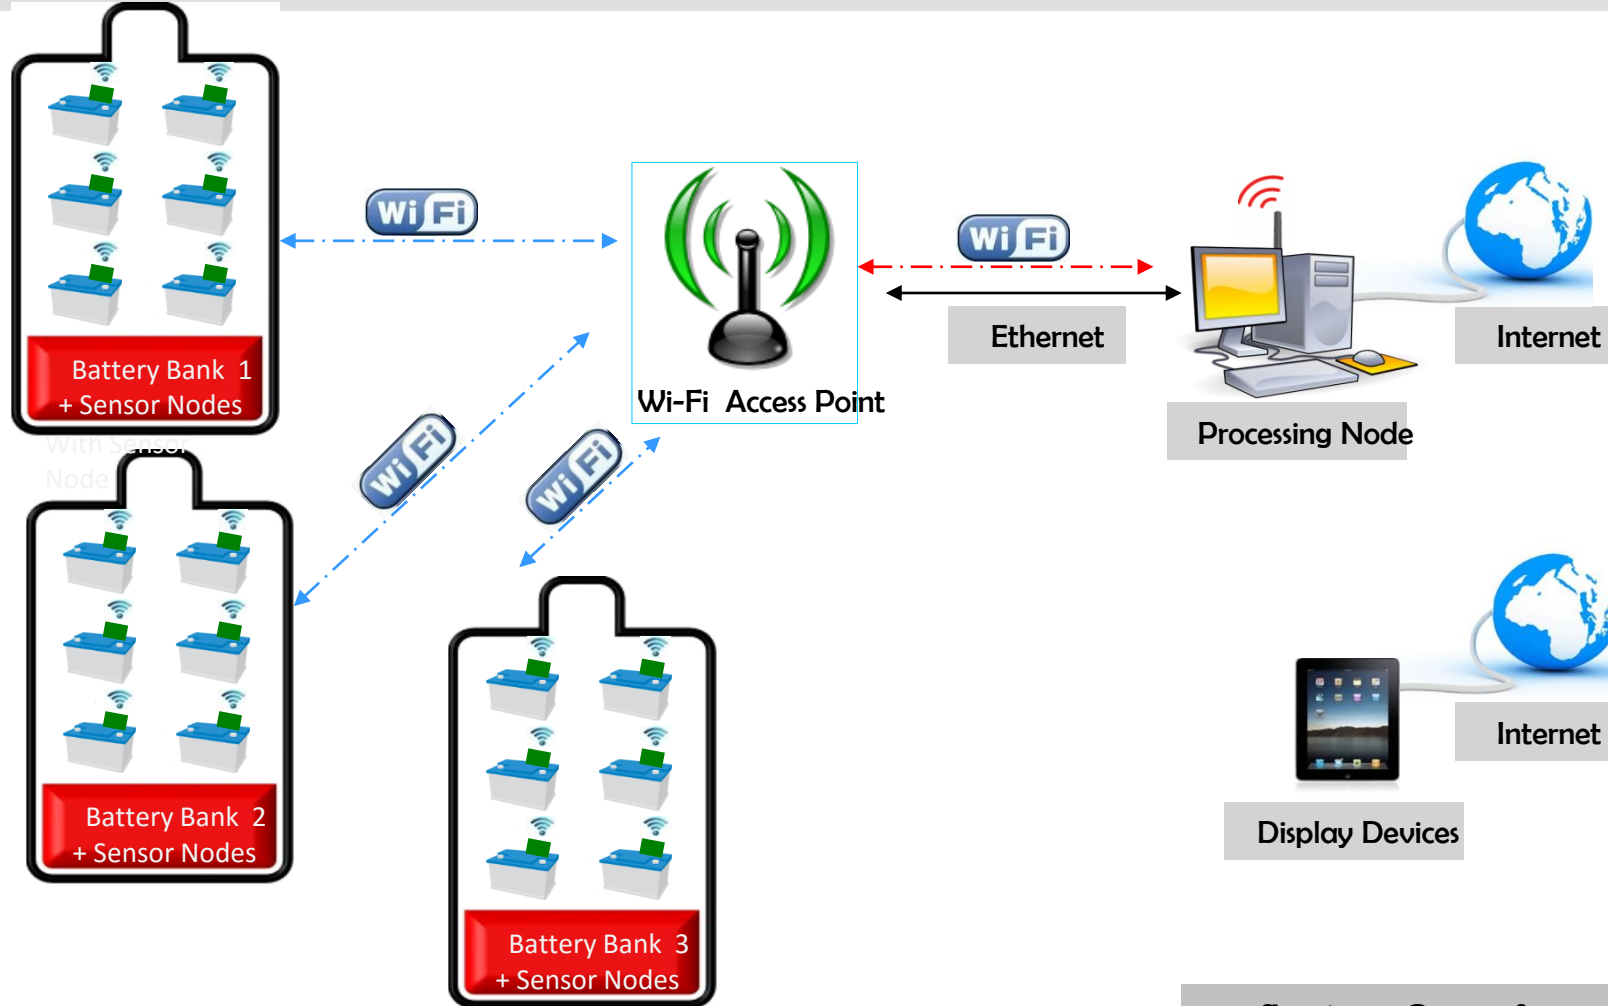 Battery Bank 1
+ Sensor Nodes
With Sensor
Node
Battery Bank 2
+ Sensor Nodes
Battery Bank 3
+ Sensor Nodes
Wi Fi
Wi Fi
Wi Fi
Wi-Fi Access Point
Wi Fi
Ethernet
Processing Node
Internet
Internet
Display Devices